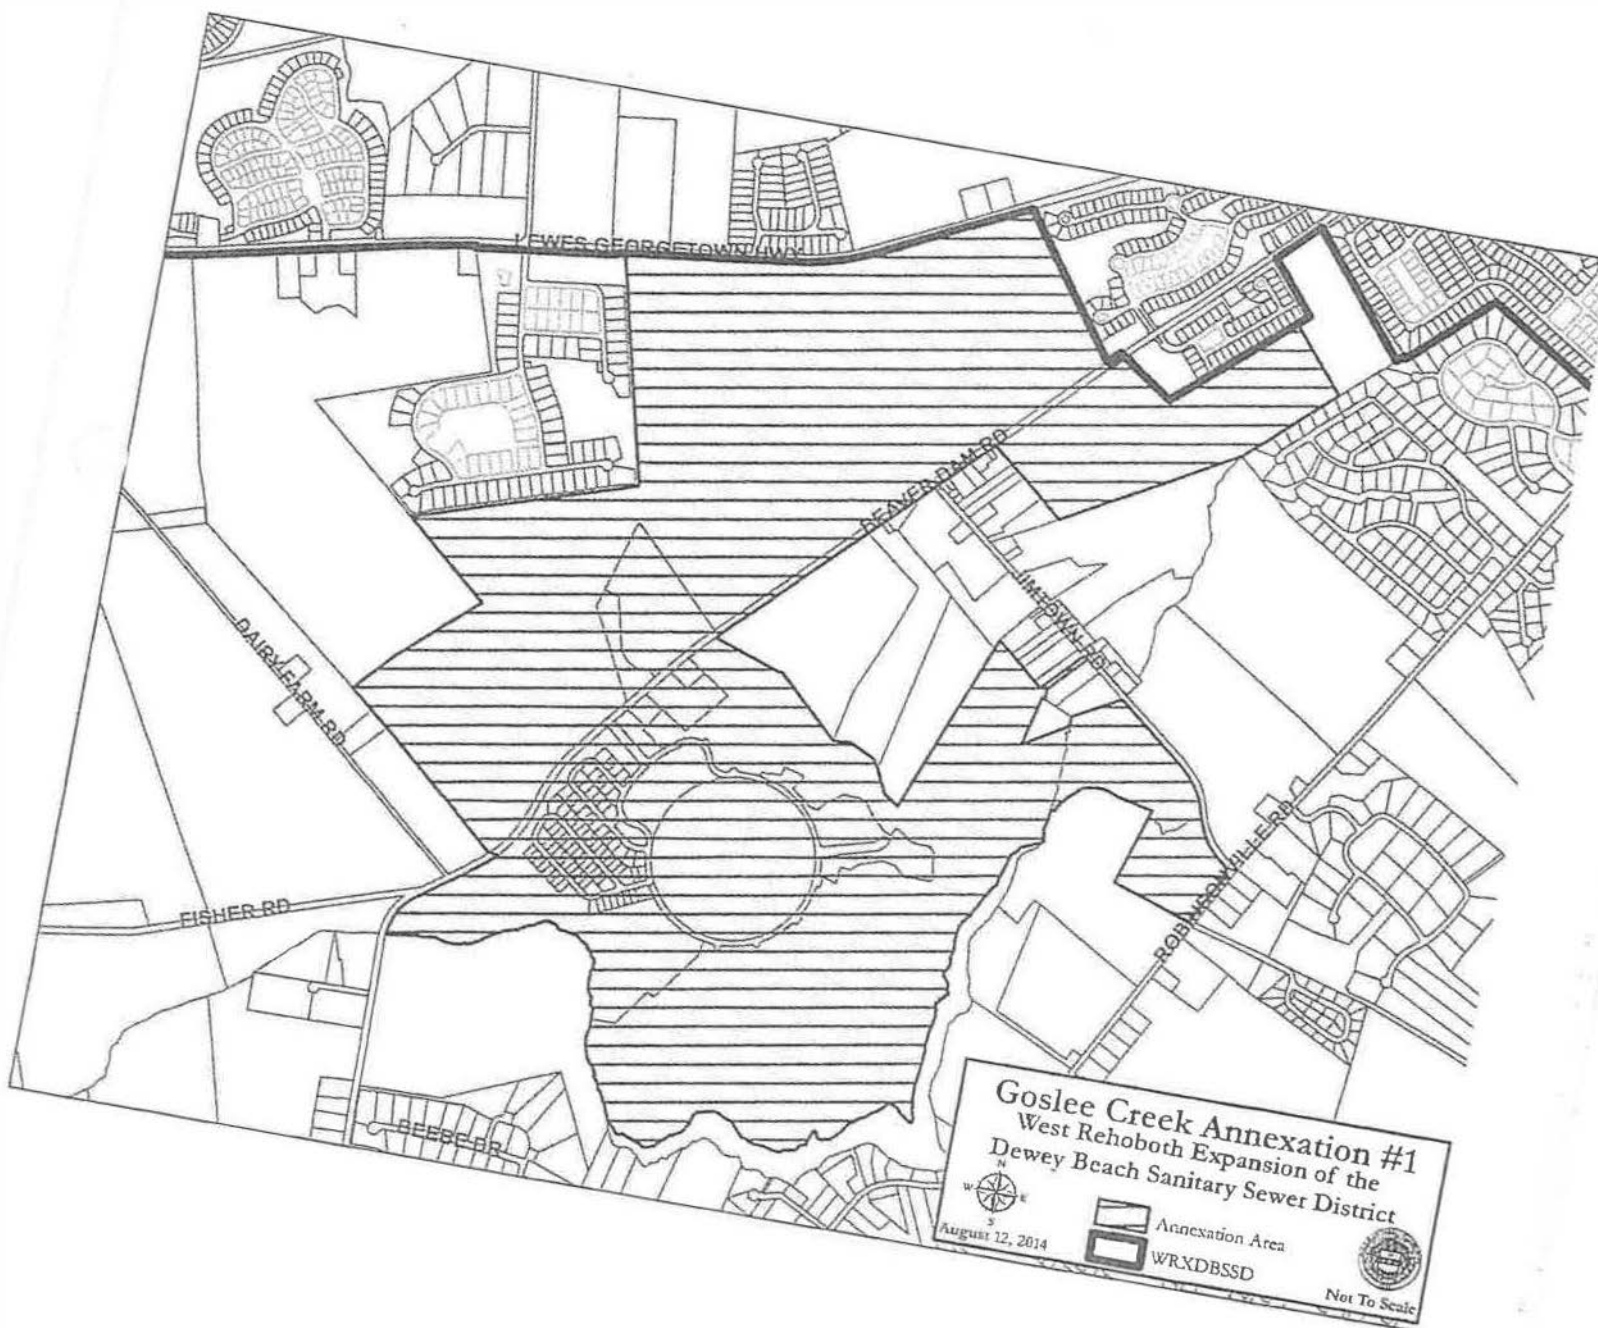 LEWES GEORGETOWN HWY
BEAVER DAM RD
JIMTOWN RD
DAIRY FARM RD
ROBINSONVILLE RD
FISHER RD
BEEBE DR
Goslee Creek Annexation #1
West Rehoboth Expansion of the
Dewey Beach Sanitary Sewer District
N
W E
S
August 12, 2014
Annexation Area
WRXDBSSD
Not To Scale